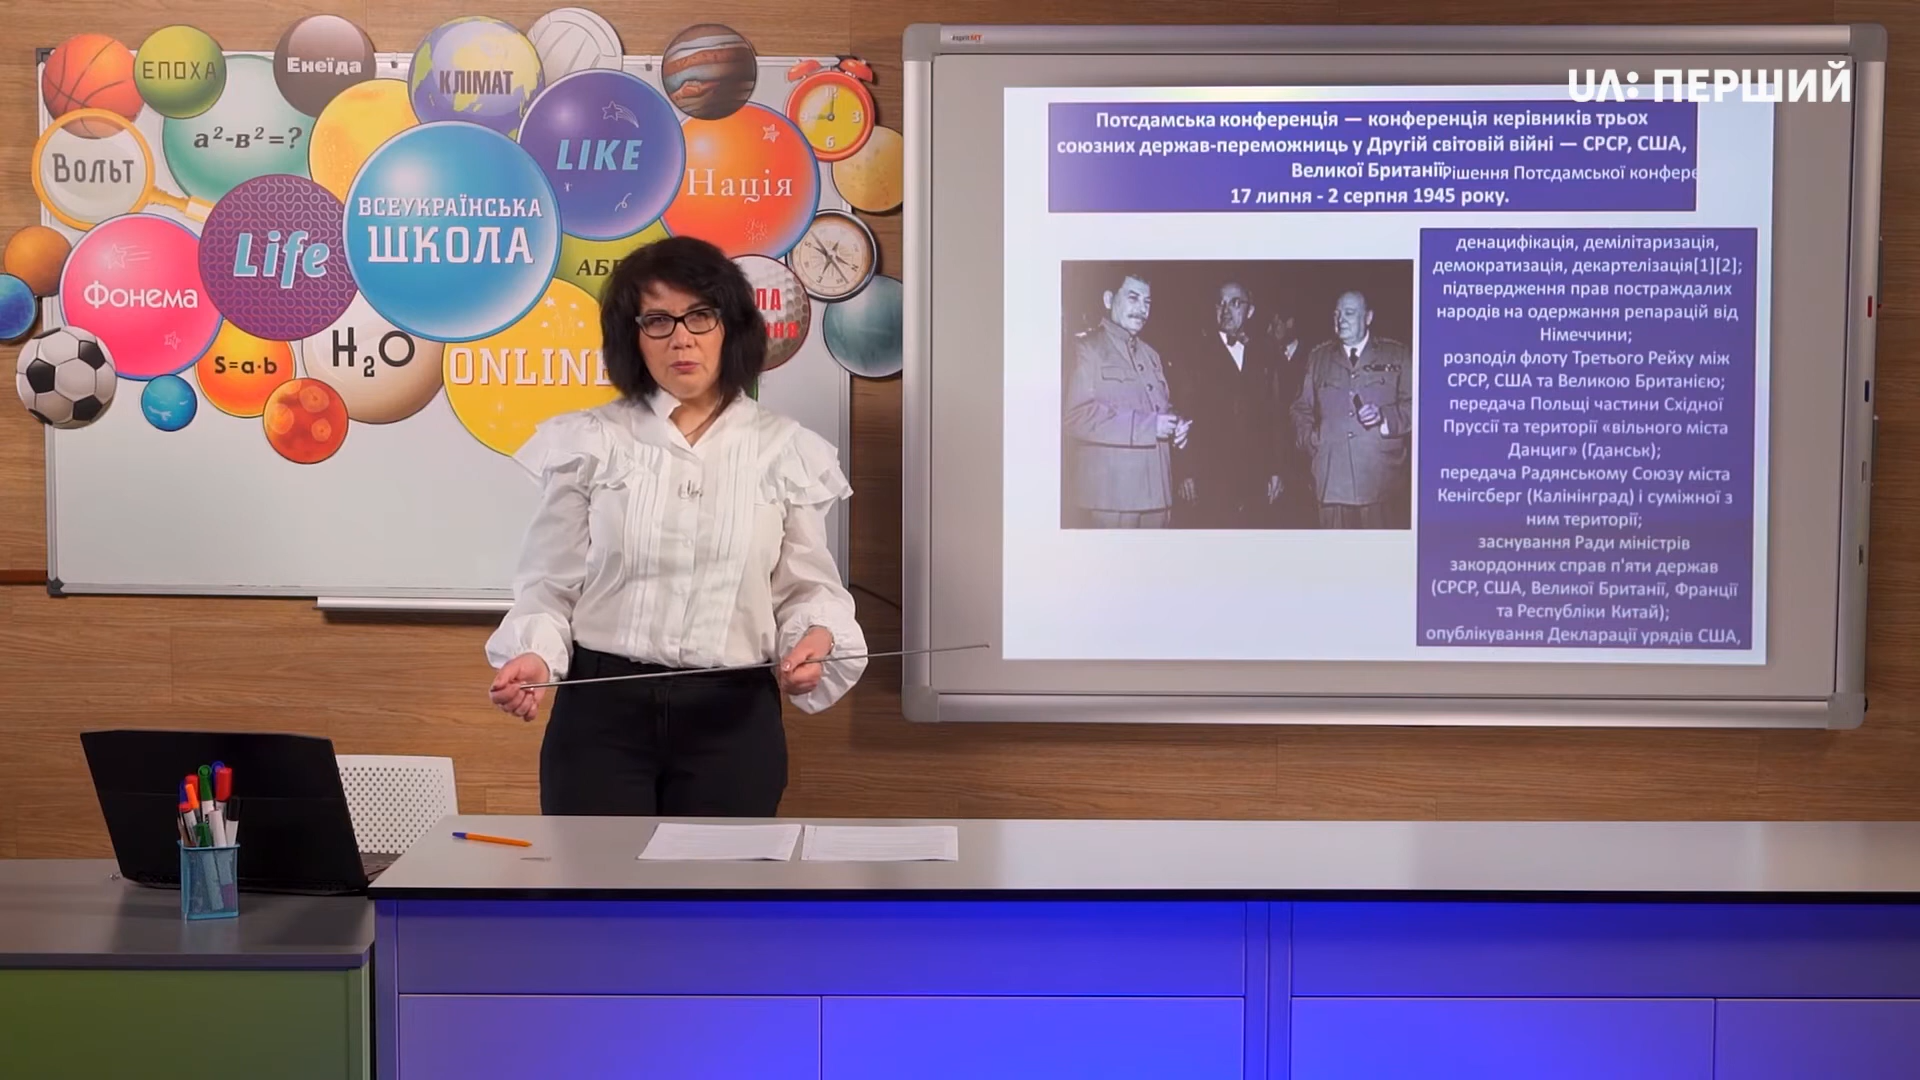 ЕПОХА
Енеїда
КЛІМАТ
a²-в²=?
Вольт
LIKE
Нація
ВСЕУКРАЇНСЬКА
ШКОЛА
Life
Фонема
S=a·b
H₂O
ONLINE
UA: ПЕРШИЙ
Потсдамська конференція — конференція керівників трьох
союзних держав-переможниць у Другій світовій війні — СРСР, США,
Великої Британії,
Рішення Потсдамської конфере
17 липня - 2 серпня 1945 року.
денацифікація, демілітаризація,
демократизація, декартелізація[1][2];
підтвердження прав постраждалих
народів на одержання репарацій від
Німеччини;
розподіл флоту Третього Рейху між
СРСР, США та Великою Британією;
передача Польщі частини Східної
Пруссії та території «вільного міста
Данциг» (Гданськ);
передача Радянському Союзу міста
Кенігсберг (Калінінград) і суміжної з
ним території;
заснування Ради міністрів
закордонних справ п'яти держав
(СРСР, США, Великої Британії, Франції
та Республіки Китай);
опублікування Декларації урядів США,